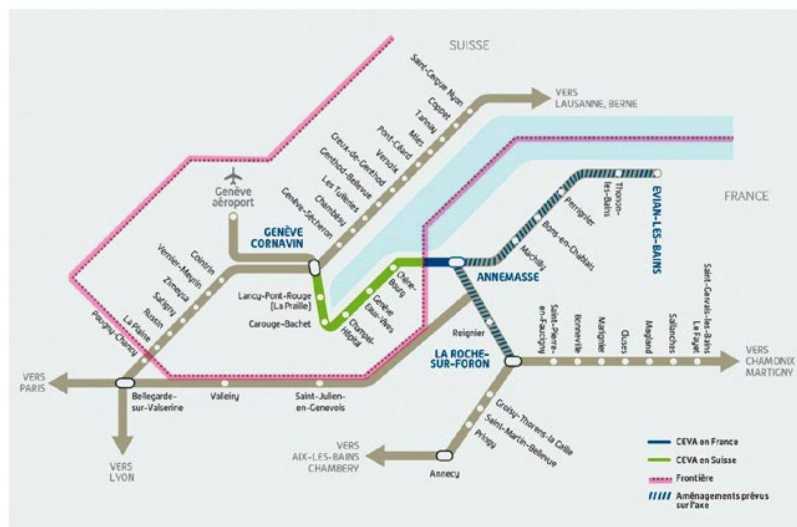 SUISSE
Saint-Cergue Nyon
Coppet
Tannay
Mies
Pont-Céard
Versoix
Creux-de-Genthod
Genthod-Bellevue
Les Tuileries
Chambésy
Genève-Sécheron
VERS
LAUSANNE, BERNE
Genève
aéroport
GENÈVE
CORNAVIN
FRANCE
EVIAN-LES-BAINS
Thonon-
les-Bains
Perrignier
Bons-en-Chablais
Machilly
ANNEMASSE
Cointrin
Vernier-Meyrin
Zimeysa
Satigny
Russin
La Plaine
Pougny-Chancy
Lancy-Pont-Rouge
(La Praille)
Carouge-Bachet
Champel-
Hôpital
Genève
Eaux-Vives
Chêne-
Bourg
Reignier
LA ROCHE-
SUR-FORON
Saint-Pierre-
en-Faucigny
Bonneville
Marignier
Cluses
Magland
Sallanches
Saint-Gervais-les-Bains
Le Fayet
VERS
CHAMONIX
MARTIGNY
VERS
PARIS
Bellegarde-
sur-Valserine
Valleiry
Saint-Julien-
en-Genevois
VERS
LYON
VERS
AIX-LES-BAINS
CHAMBERY
Annecy
Groisy-Thorens-la Caille
Saint-Martin-Bellevue
Pringy
CEVA en France
CEVA en Suisse
Frontière
Aménagements prévus
sur l'axe